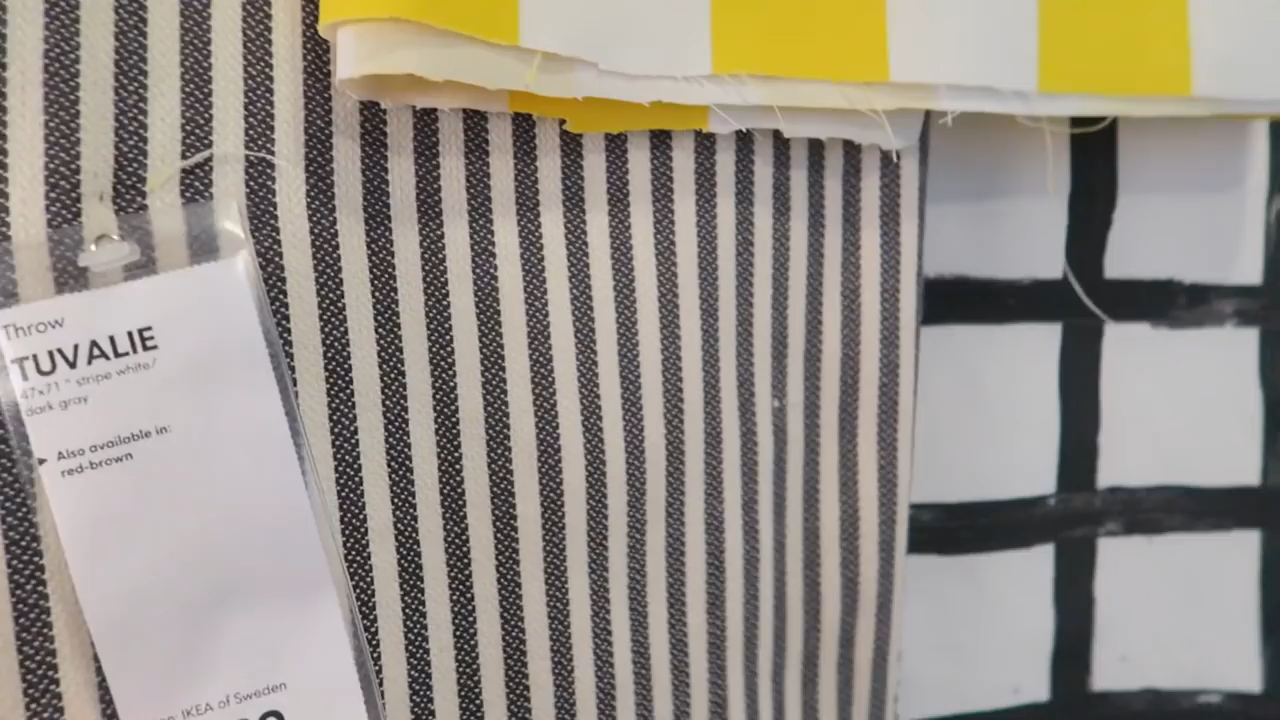 Throw
TUVALIE
47x71 " stripe white/
dark gray
Also available in:
red-brown
IKEA of Sweden